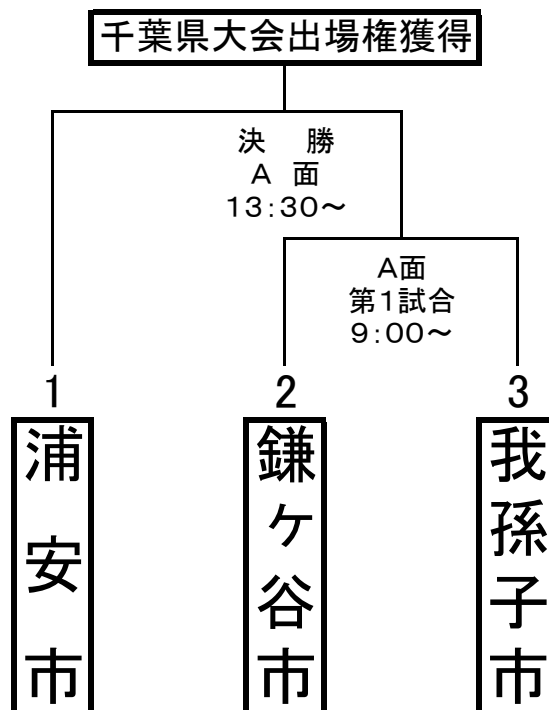 千葉県大会出場権獲得
決　勝
A 面
13:30～
A面
第1試合
9:00～
1
2
3
浦安市
鎌ケ谷市
我孫子市